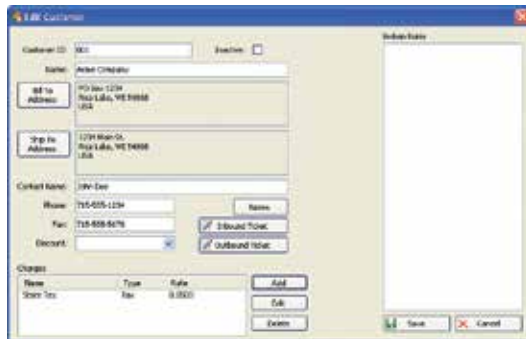 Edit Customer
Customer ID: 001
Inactive:
Name: Acme Company
Bill To
Address
PO Box 1234
Rice Lake, WI 54868
USA
Ship To
Address
1234 Main St.
Rice Lake, WI 54868
USA
Contact Name: John Doe
Phone: 715-555-1234
Notes
Fax: 715-555-5678
Inbound Ticket
Discount:
Outbound Ticket
Charges
Name Type Rate
State Tax Tax
Add
Edit
Delete
Save
Cancel